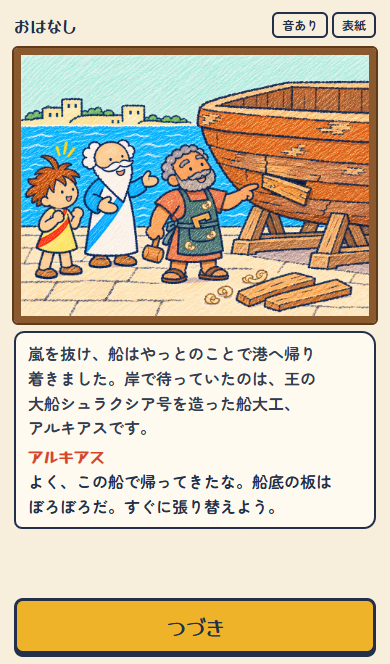 おはなし
音あり
表紙
嵐を抜け、船はやっとのことで港へ帰り
着きました。岸で待っていたのは、王の
大船シュラクシア号を造った船大工、
アルキアスです。
アルキアス
よく、この船で帰ってきたな。船底の板は
ぼろぼろだ。すぐに張り替えよう。
つづき